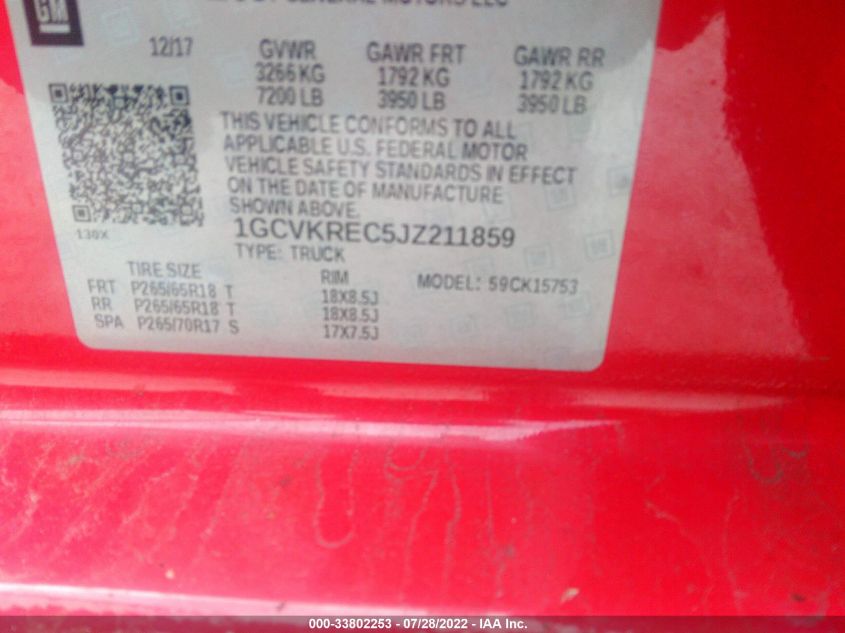 GM
GENERAL MOTORS LLC
12/17 GVWR GAWR FRT GAWR RR
3266 KG 1792 KG 1792 KG
7200 LB 3950 LB 3950 LB
THIS VEHICLE CONFORMS TO ALL
APPLICABLE U.S. FEDERAL MOTOR
VEHICLE SAFETY STANDARDS IN EFFECT
ON THE DATE OF MANUFACTURE
SHOWN ABOVE.
130X
1GCVKREC5JZ211859
TYPE: TRUCK
TIRE SIZE RIM MODEL: 59CK15753
FRT P265/65R18 T 18X8.5J
RR P265/65R18 T 18X8.5J
SPA P265/70R17 S 17X7.5J
000-33802253 - 07/28/2022 - IAA Inc.